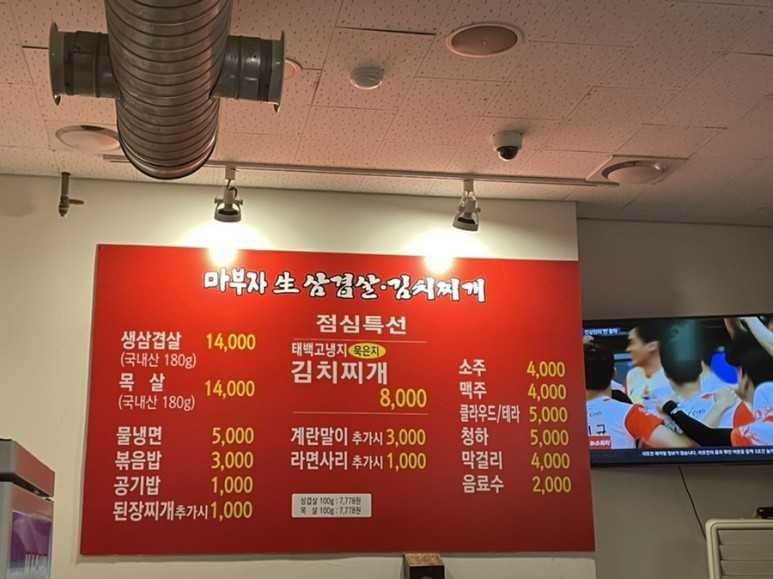 마부자 生 삼겹살·김치찌개
생삼겹살 14,000
(국내산 180g)
목 살 14,000
(국내산 180g)
물냉면 5,000
볶음밥 3,000
공기밥 1,000
된장찌개추가시1,000
점심특선
태백고냉지 묵은지
김치찌개
8,000
계란말이 추가시 3,000
라면사리 추가시 1,000
삼겹살 100g : 7,778원
목 살 100g : 7,778원
소주 4,000
맥주 4,000
클라우드/테라 5,000
청하 5,000
막걸리 4,000
음료수 2,000